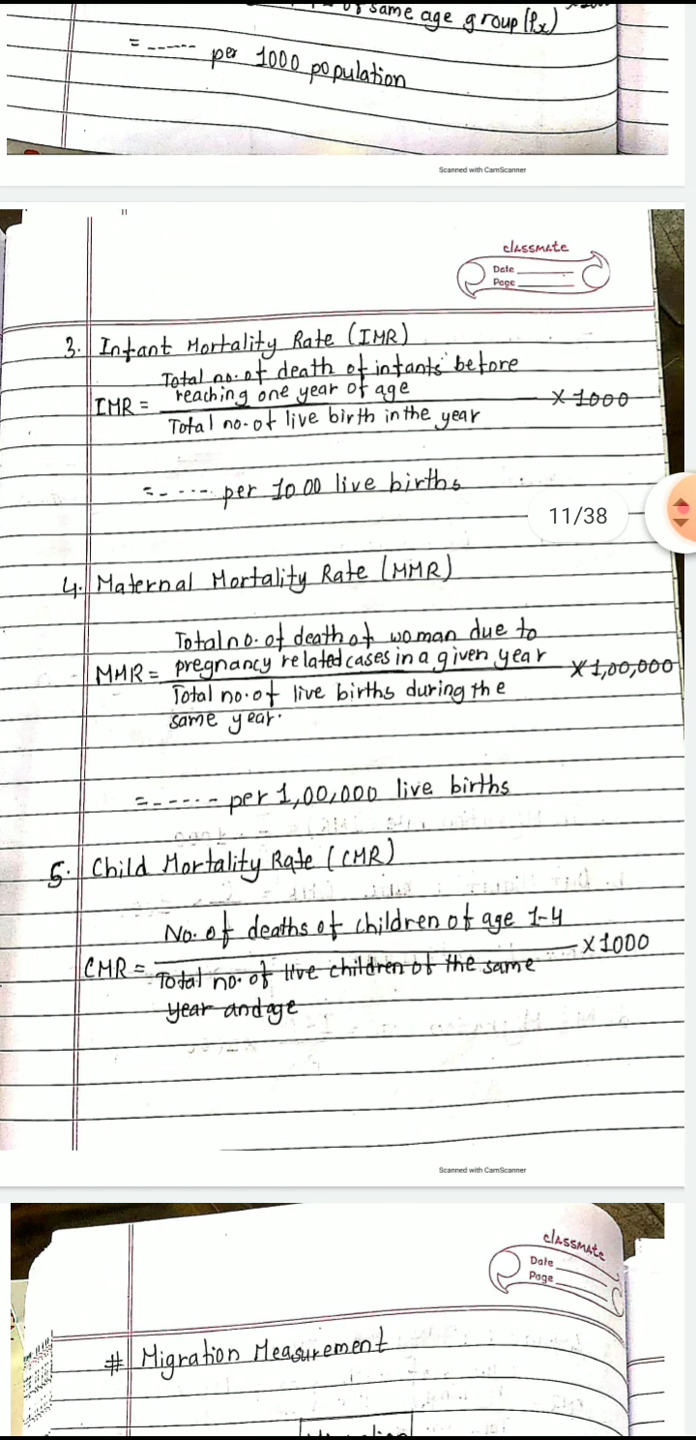 of same age group (Px)
= ------ per 1000 population
Scanned with CamScanner
classmate
Date
Page
3. Infant Mortality Rate (IMR)
Total no. of death of infants before
reaching one year of age
IMR = X 1000
Total no. of live birth in the year
= - - - - - per 1000 live births
11/38
4. Maternal Mortality Rate (MMR)
Total no. of death of woman due to
MMR = pregnancy related cases in a given year X 1,00,000
Total no. of live births during the
same year.
= - - - - - - per 1,00,000 live births
5. Child Mortality Rate (CMR)
No. of deaths of children of age 1-4
CMR = X 1000
Total no. of live children of the same
year and age
Scanned with CamScanner
classmate
Date
Page
# Migration Measurement